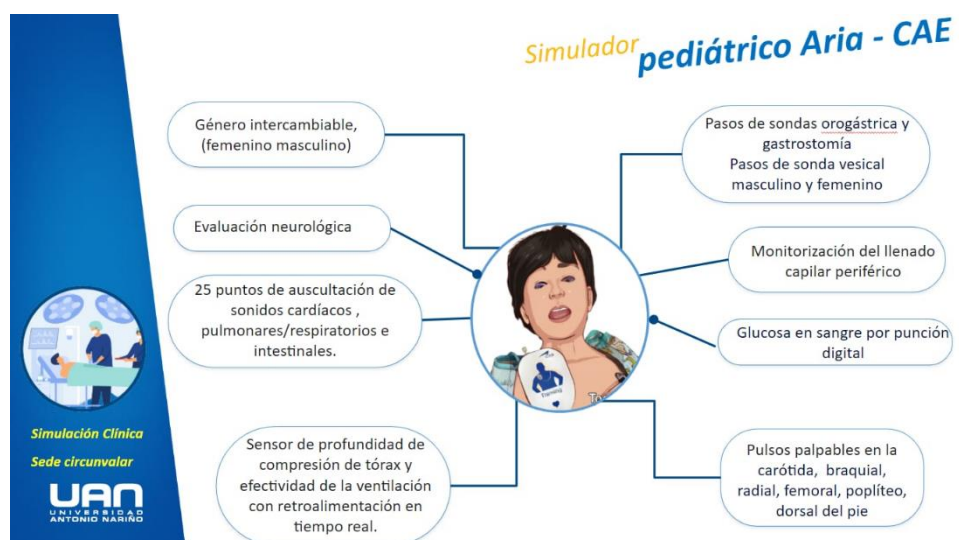 Simulador pediátrico Aria - CAE
Género intercambiable,
(femenino masculino)
Evaluación neurológica
25 puntos de auscultación de
sonidos cardíacos ,
pulmonares/respiratorios e
intestinales.
Sensor de profundidad de
compresión de tórax y
efectividad de la ventilación
con retroalimentación en
tiempo real.
Pasos de sondas orogástrica y
gastrostomía
Pasos de sonda vesical
masculino y femenino
Monitorización del llenado
capilar periférico
Glucosa en sangre por punción
digital
Pulsos palpables en la
carótida, braquial,
radial, femoral, poplíteo,
dorsal del pie
To
Simulación Clínica
Sede circunvalar
UAN
UNIVERSIDAD
ANTONIO NARIÑO